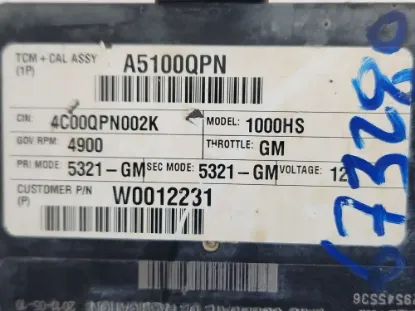 TCM + CAL ASSY
(1P)
A5100QPN
CIN: 4C00QPN002K
MODEL: 1000HS
GOV RPM: 4900
THROTTLE: GM
PRI MODE: 5321-GM SEC MODE: 5321-GM VOLTAGE: 12
CUSTOMER P/N
(P)
W0012231
673280